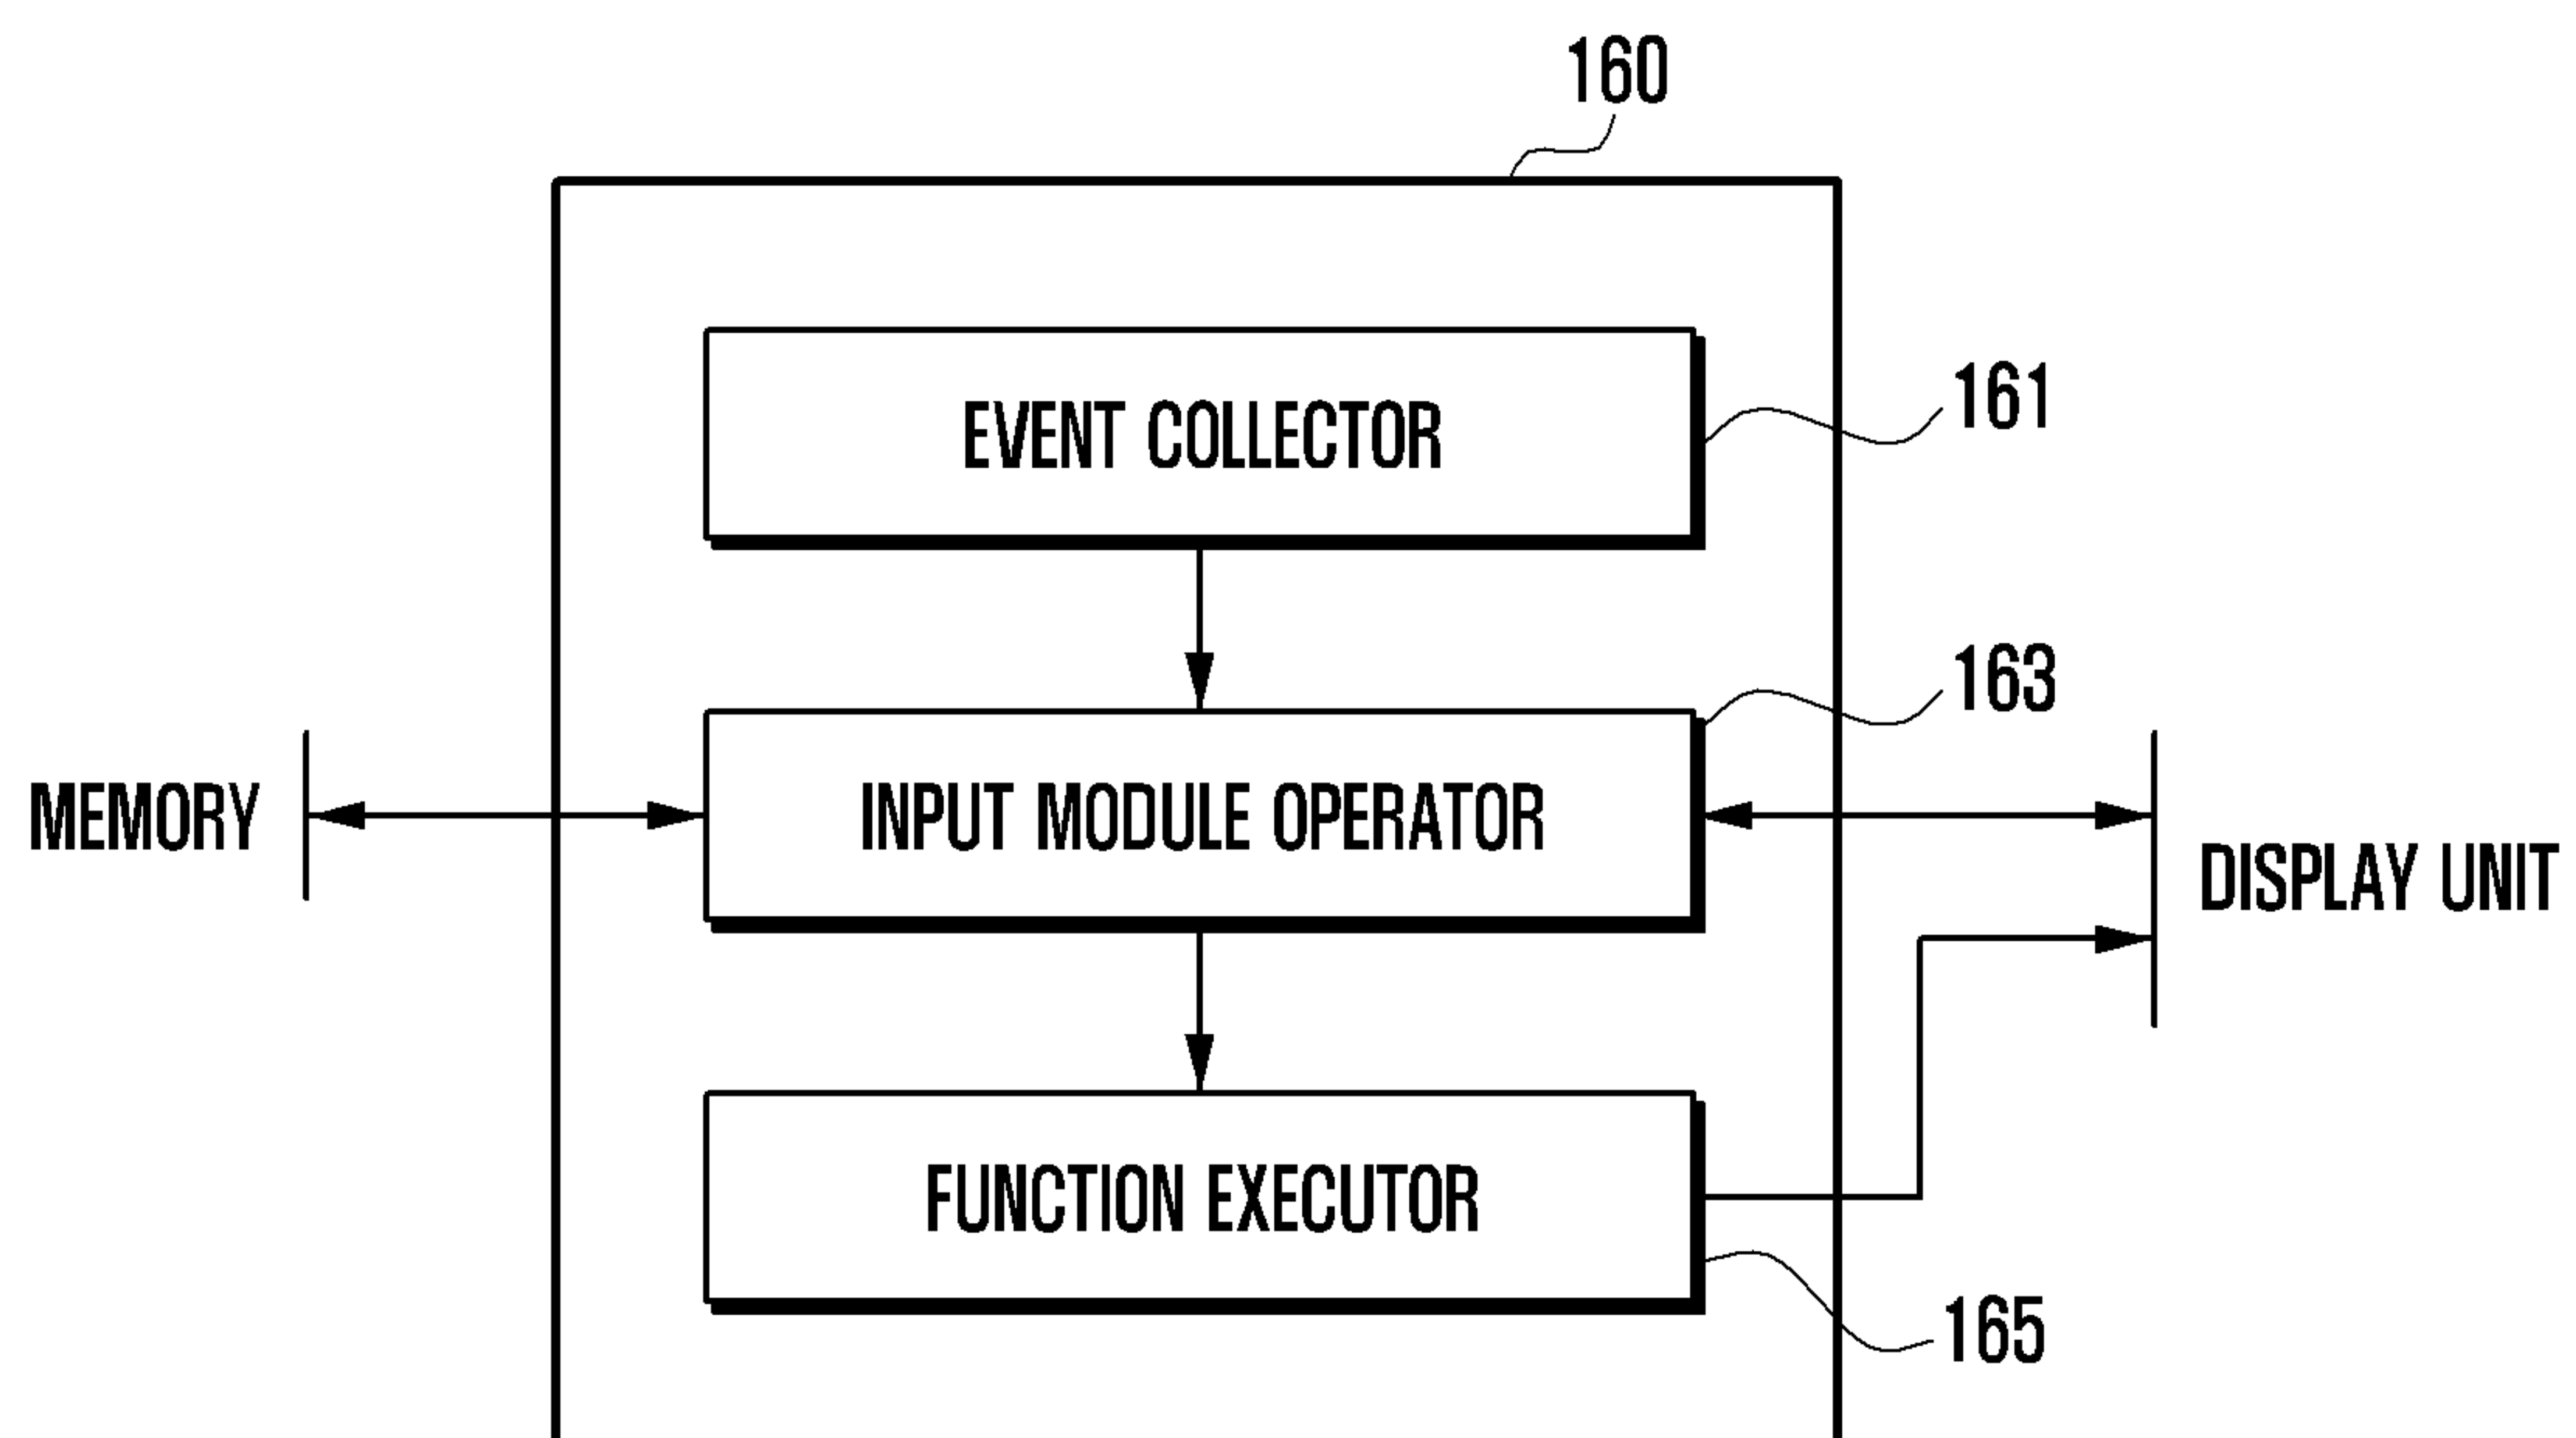 160
EVENT COLLECTOR
161
163
MEMORY
INPUT MODULE OPERATOR
DISPLAY UNIT
FUNCTION EXECUTOR
165